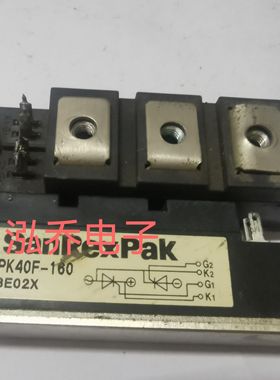 泓乔电子
SanRexPak
PK40F-160
BE02X
G2
K2
G1
K1